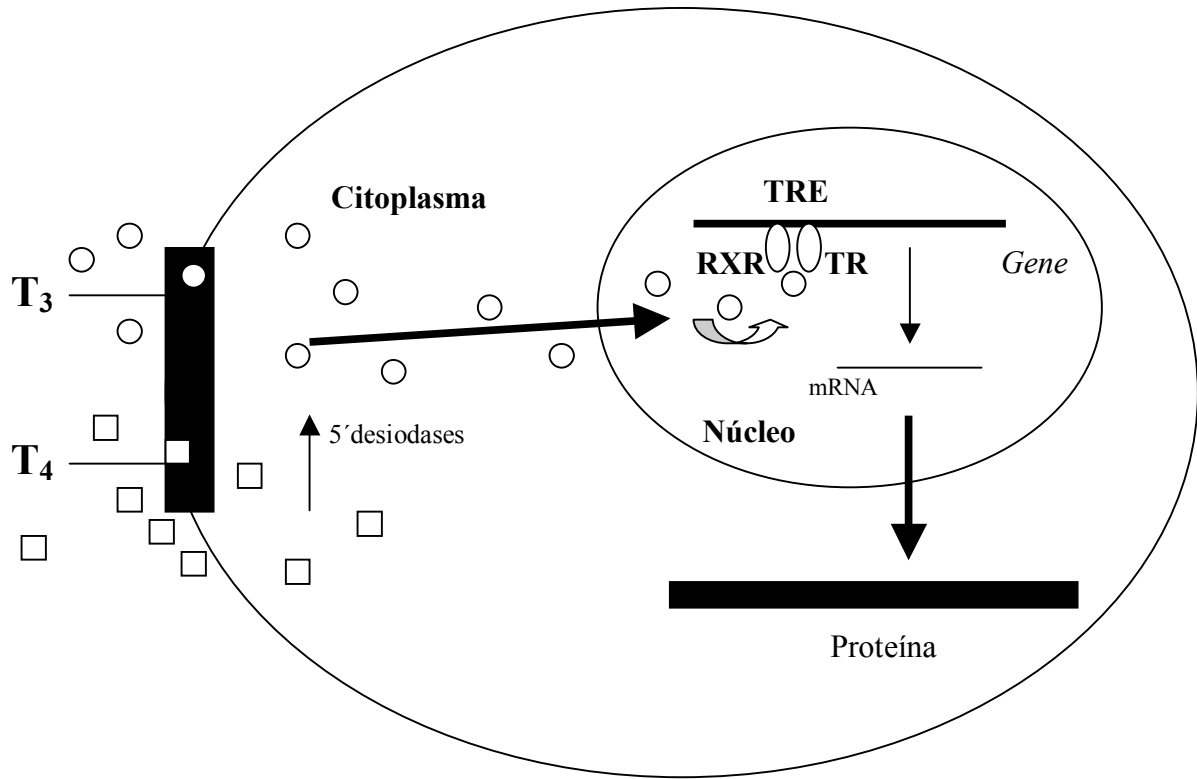 TRE
Citoplasma
RXR
TR
Gene
T₃
mRNA
5´desiodases
Núcleo
T₄
Proteína